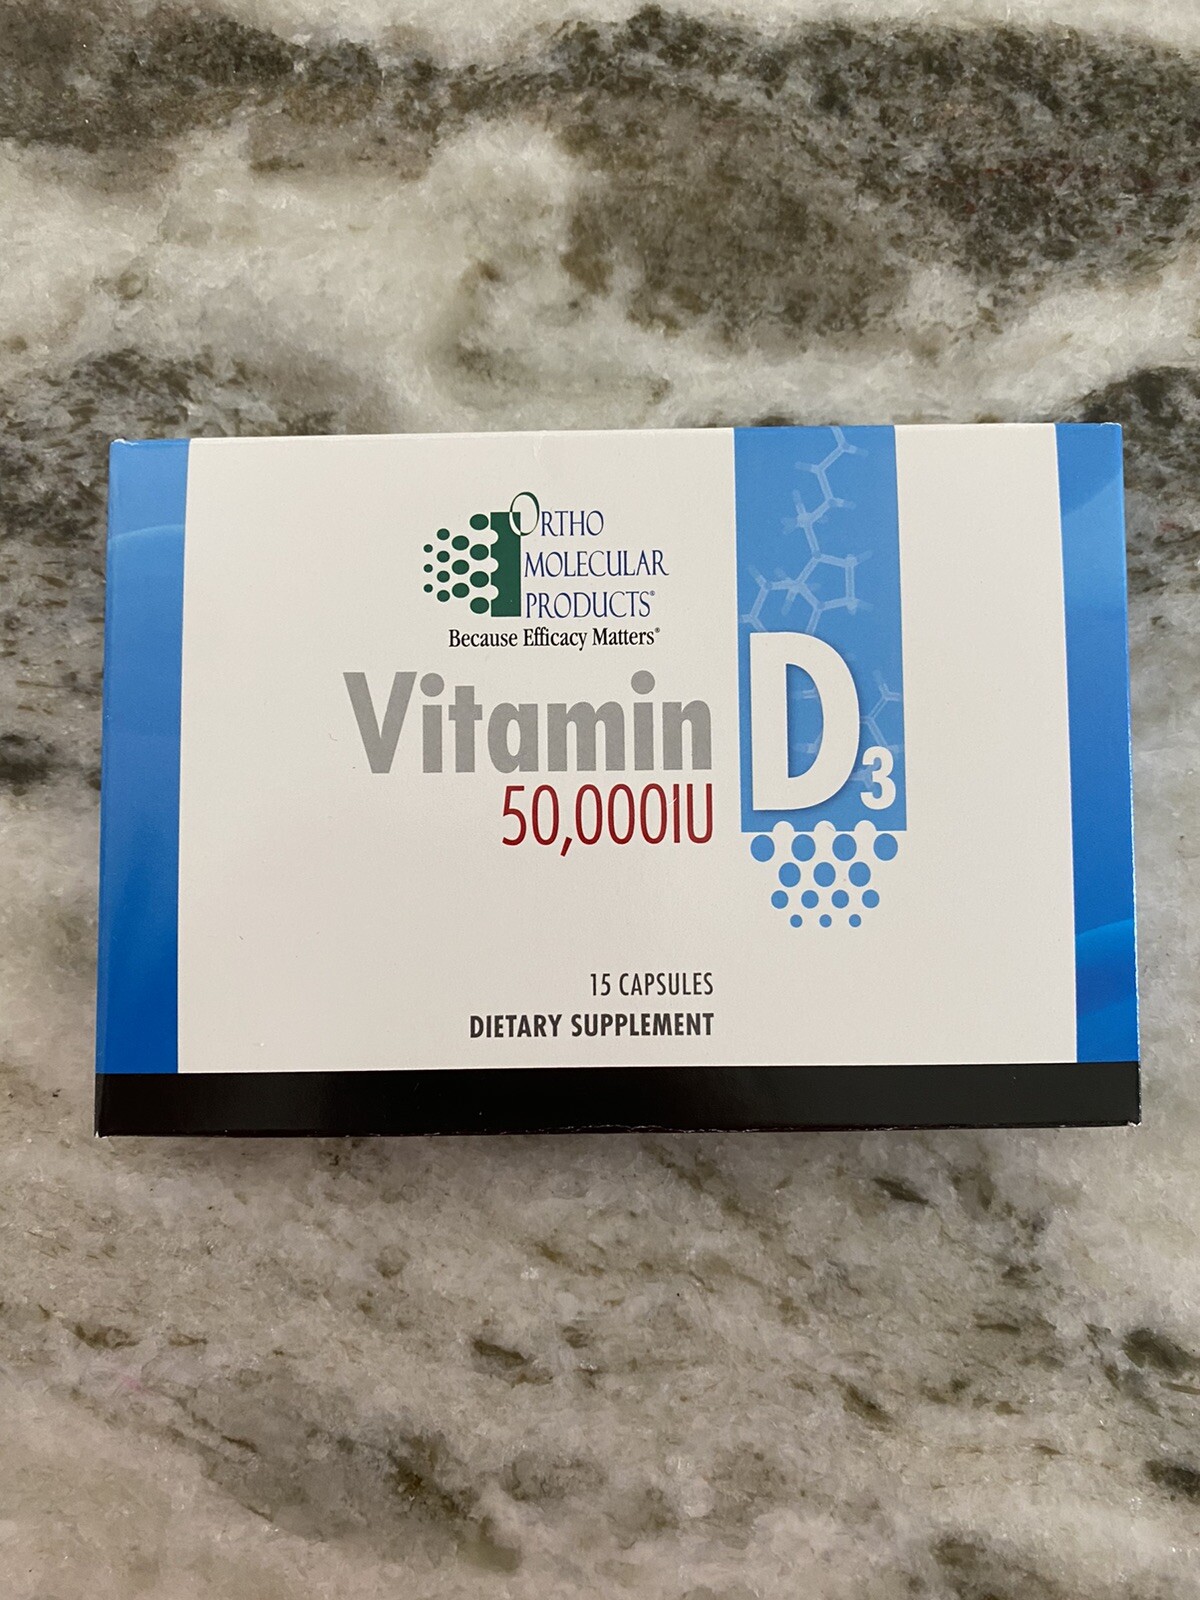 ORTHO
MOLECULAR
PRODUCTS®
Because Efficacy Matters®
Vitamin D3
50,000IU
15 CAPSULES
DIETARY SUPPLEMENT